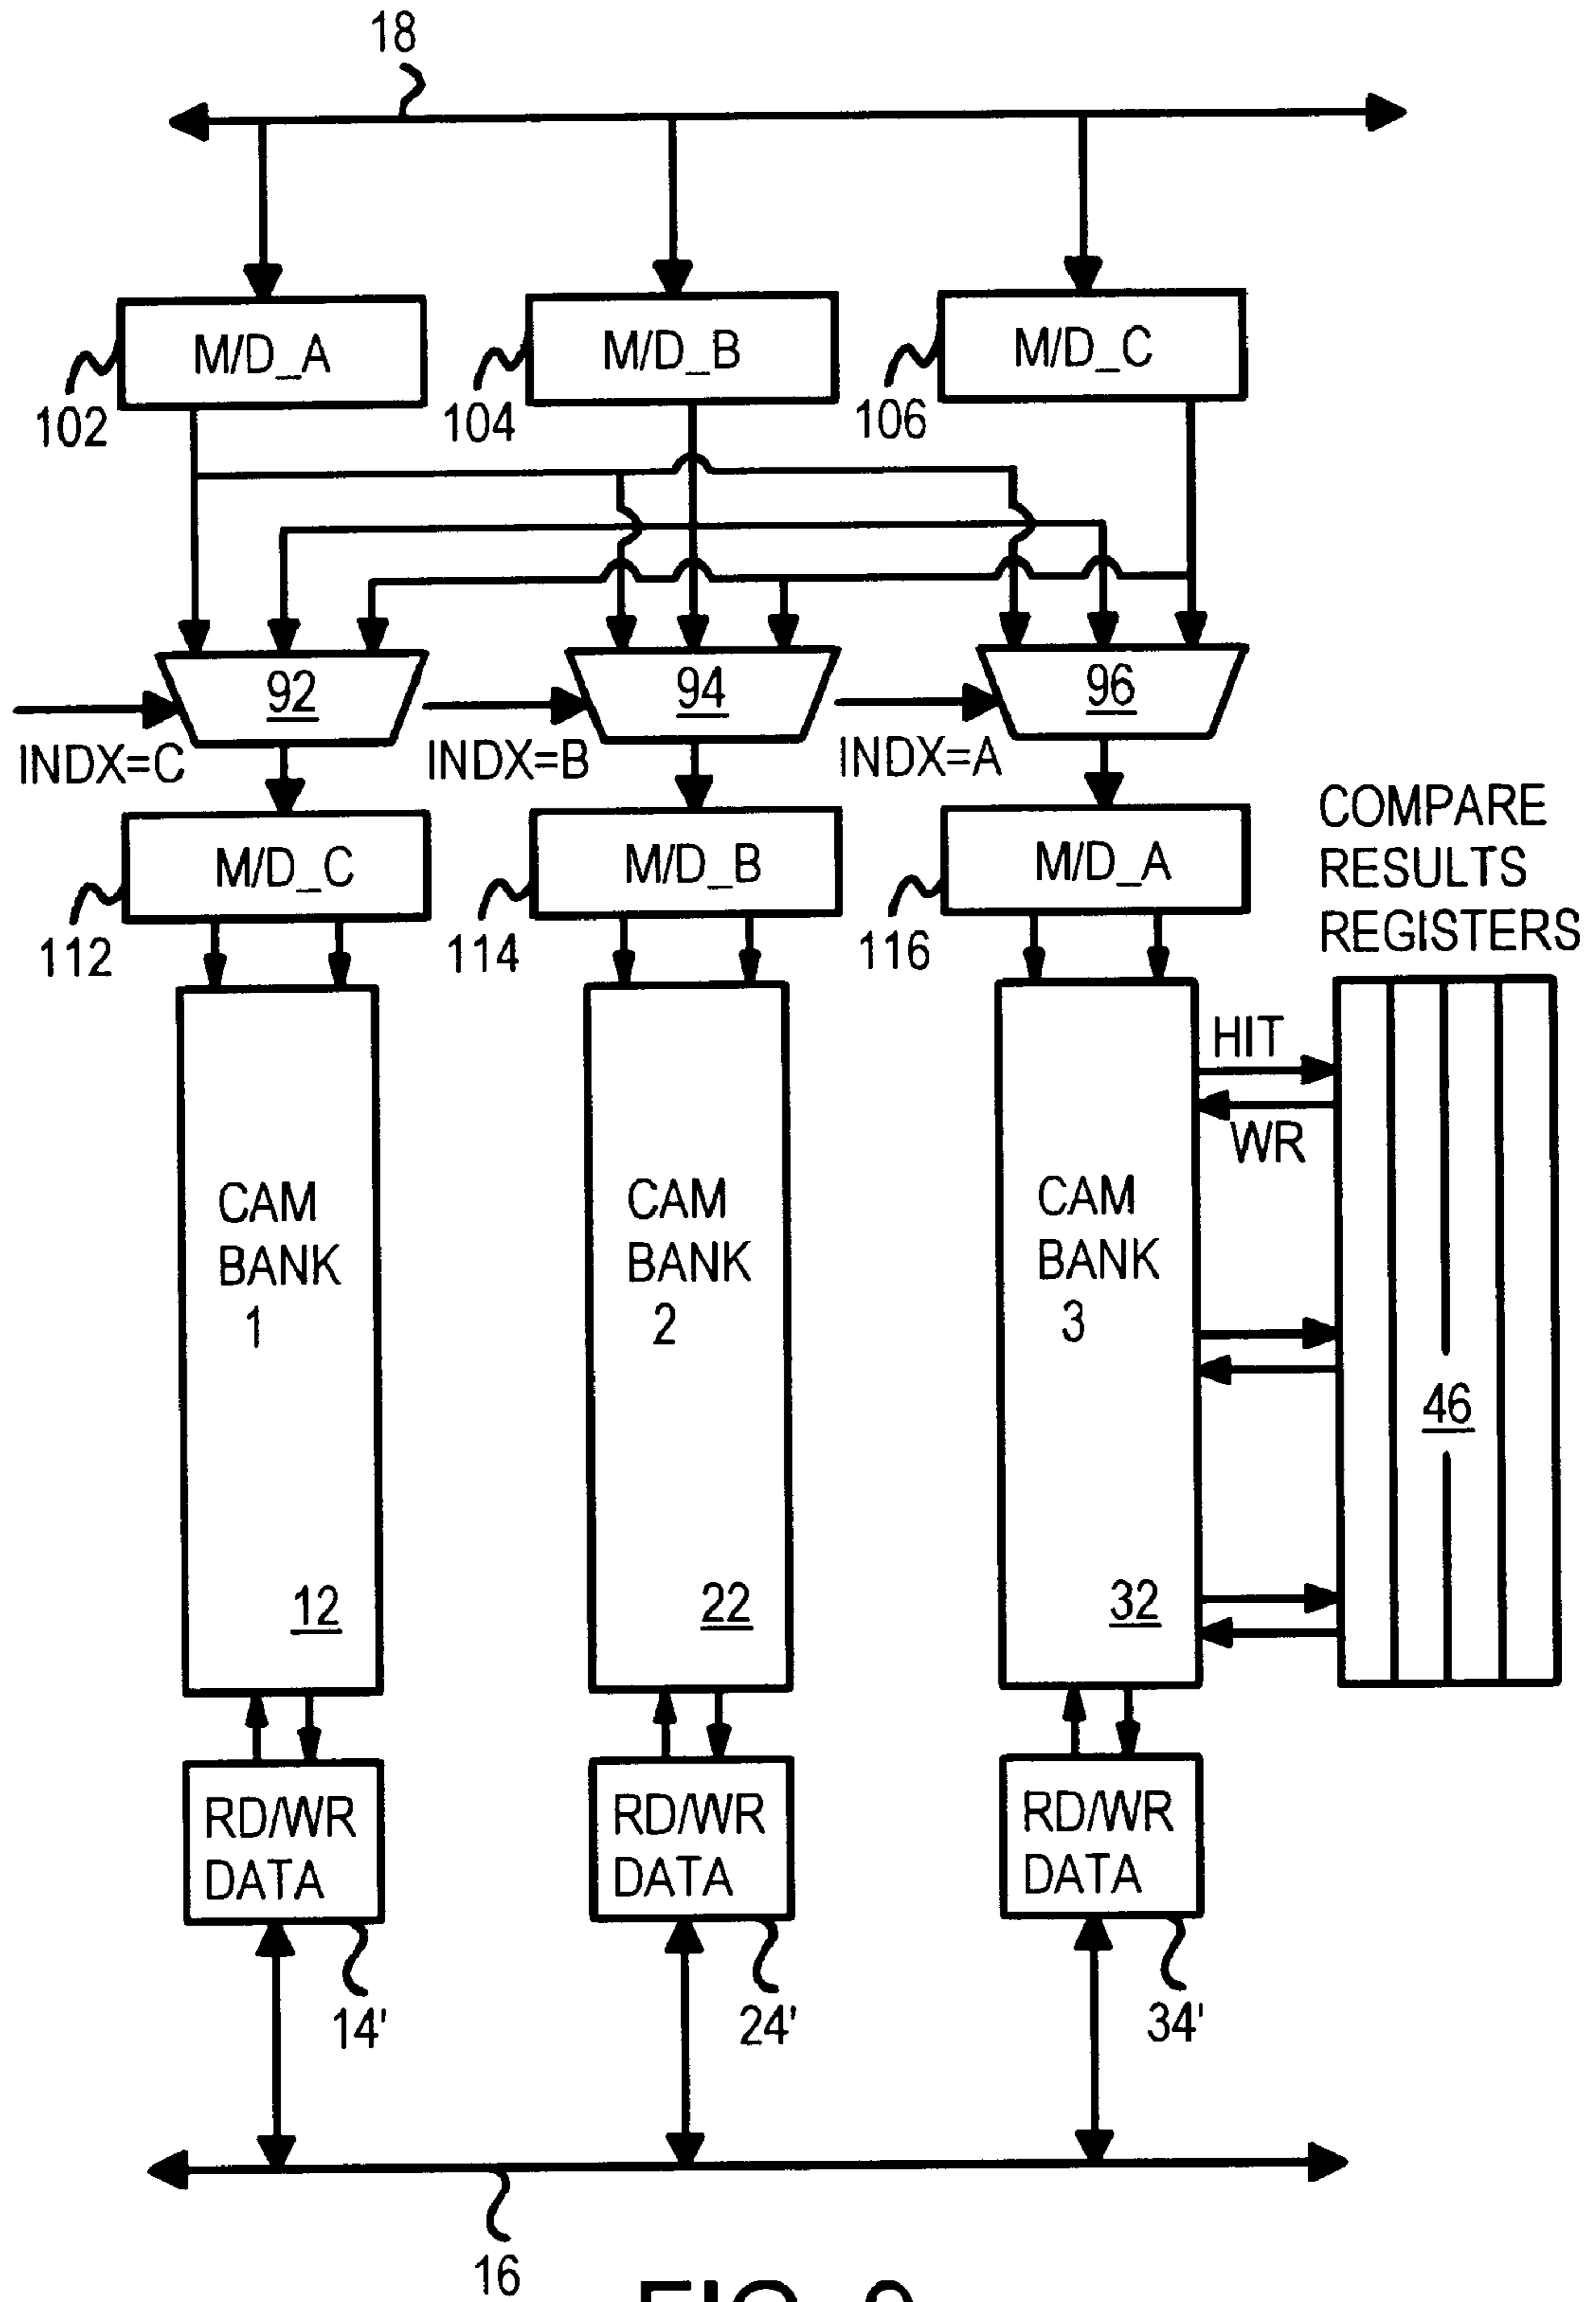 18
M/D_A
M/D_B
M/D_C
102
104
106
92
94
96
INDX=C
INDX=B
INDX=A
M/D_C
M/D_B
M/D_A
112
114
116
COMPARE
RESULTS
REGISTERS
HIT
WR
CAM
BANK
1
CAM
BANK
2
CAM
BANK
3
46
12
22
32
RD/WR
DATA
RD/WR
DATA
RD/WR
DATA
14'
24'
34'
16